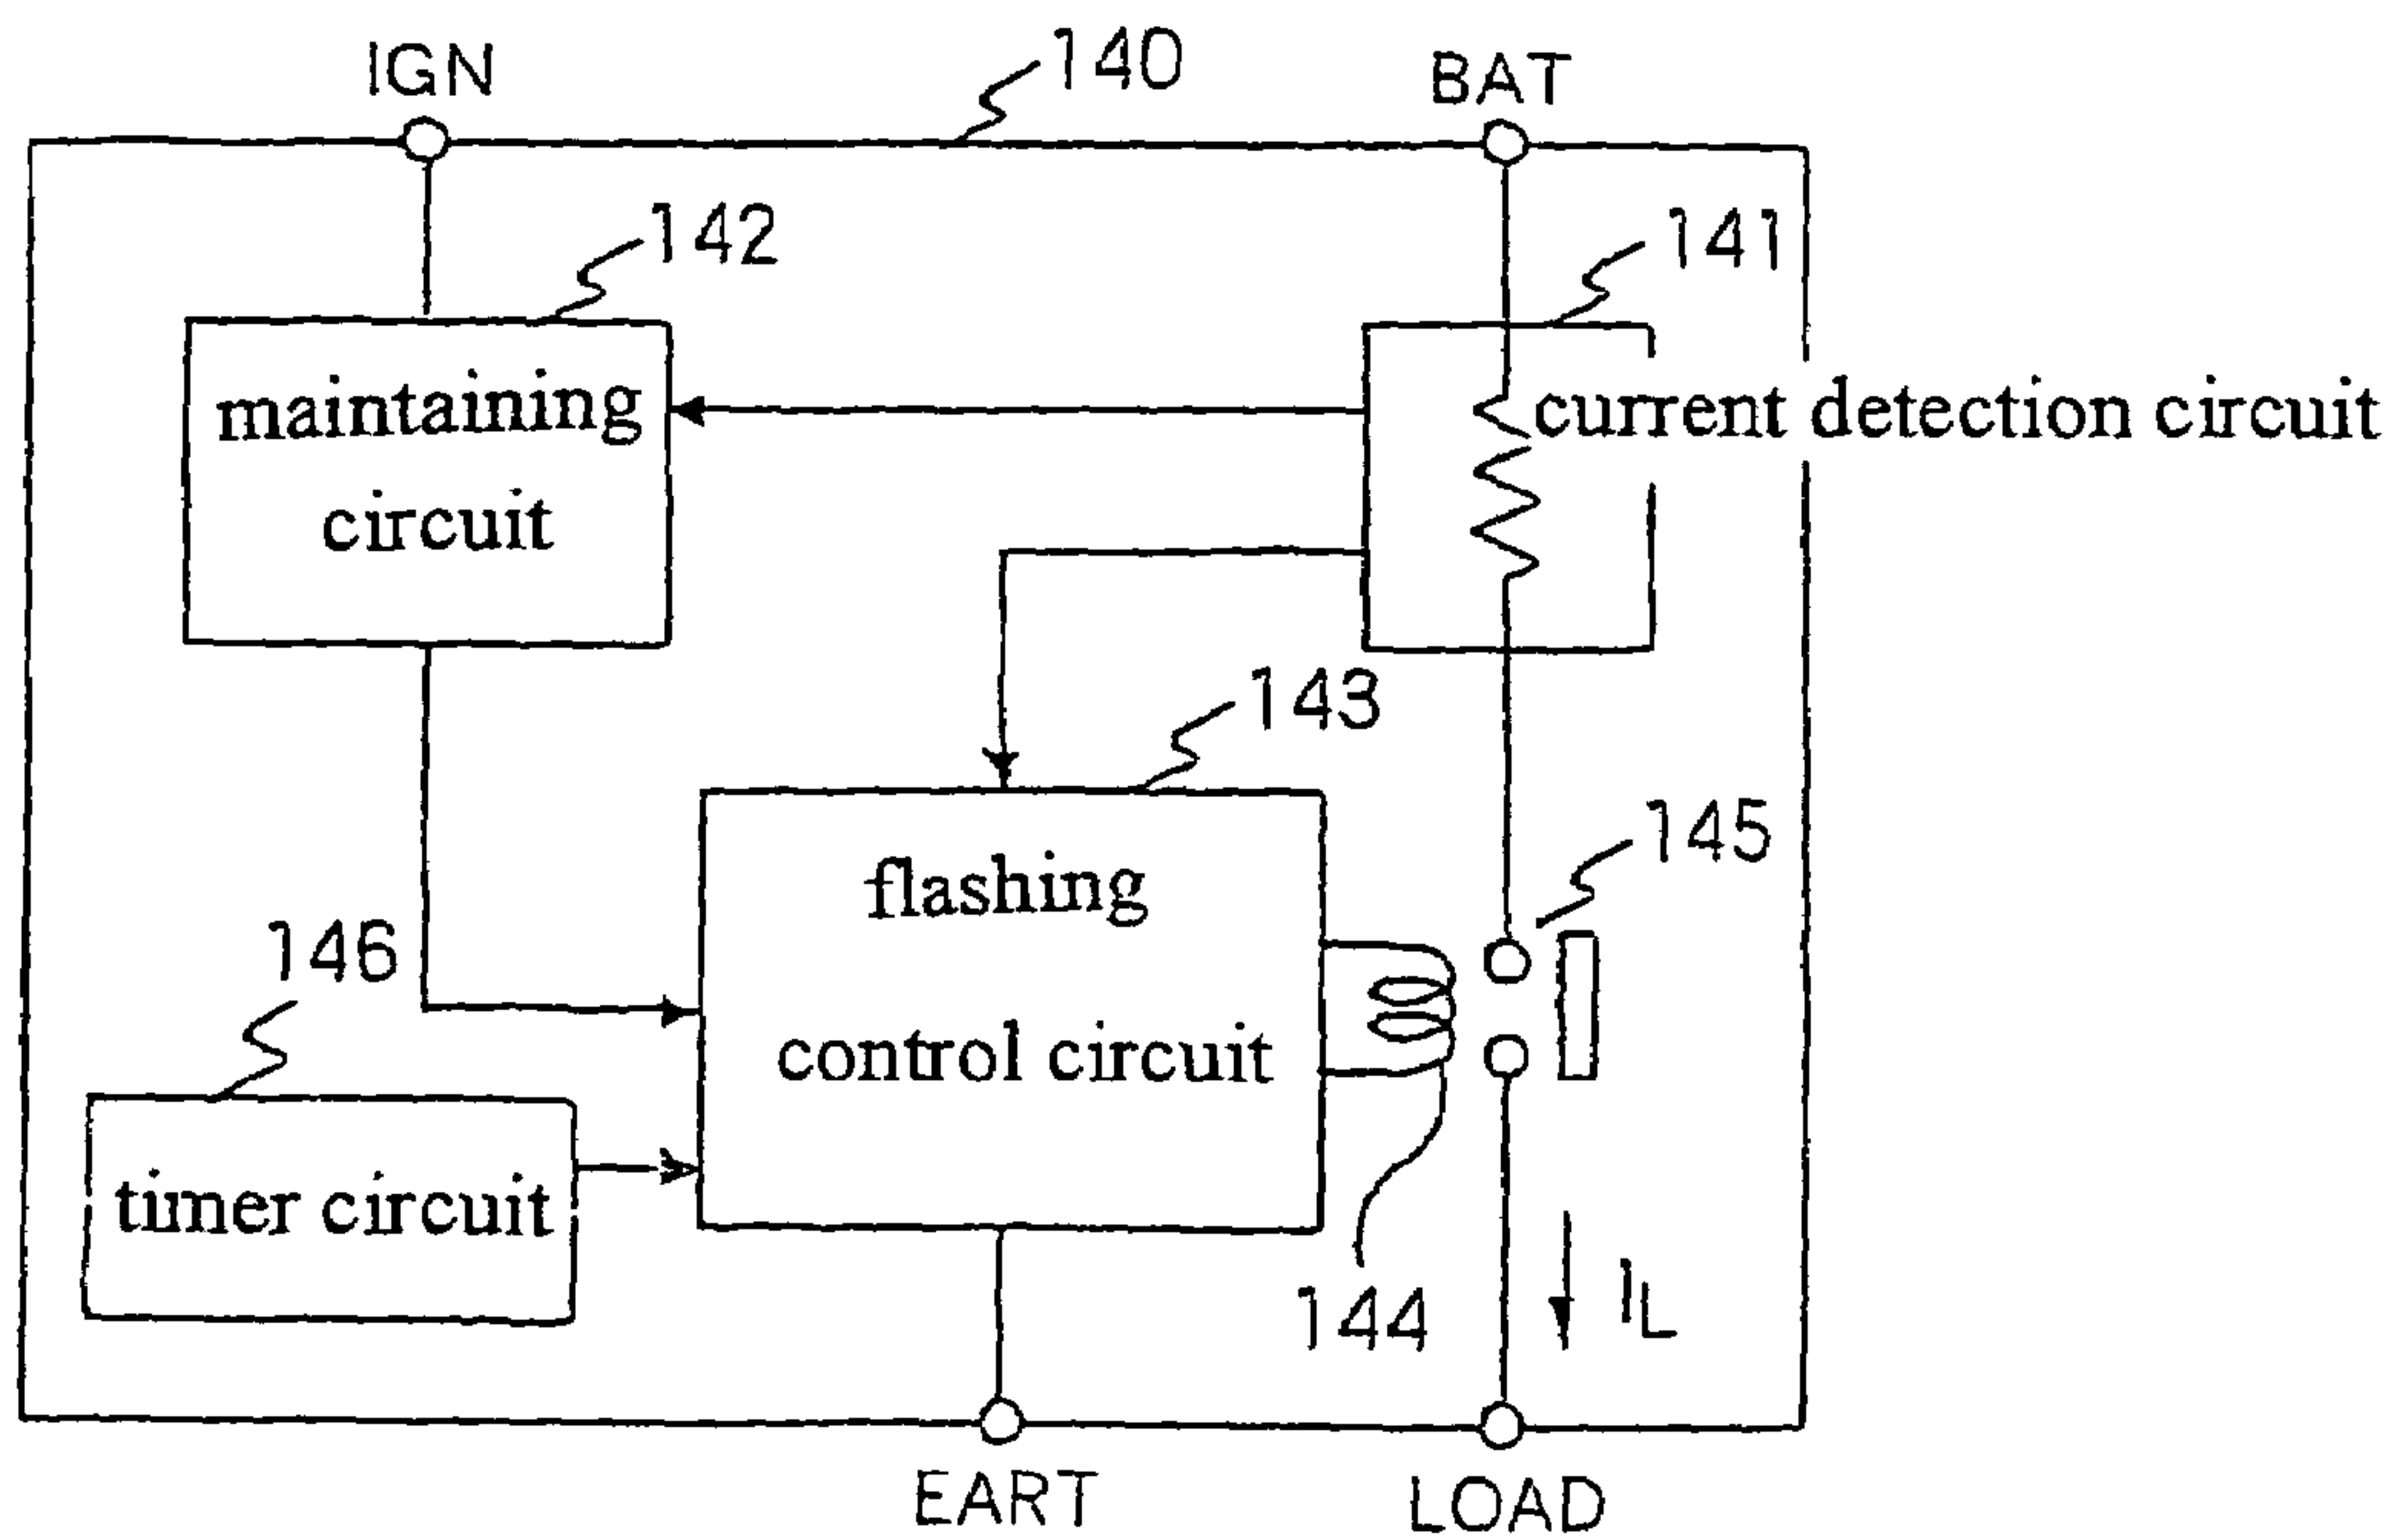 IGN
140
BAT
142
141
maintaining
circuit
current detection circuit
143
145
flashing
control circuit
146
timer circuit
144
IL
EART
LOAD